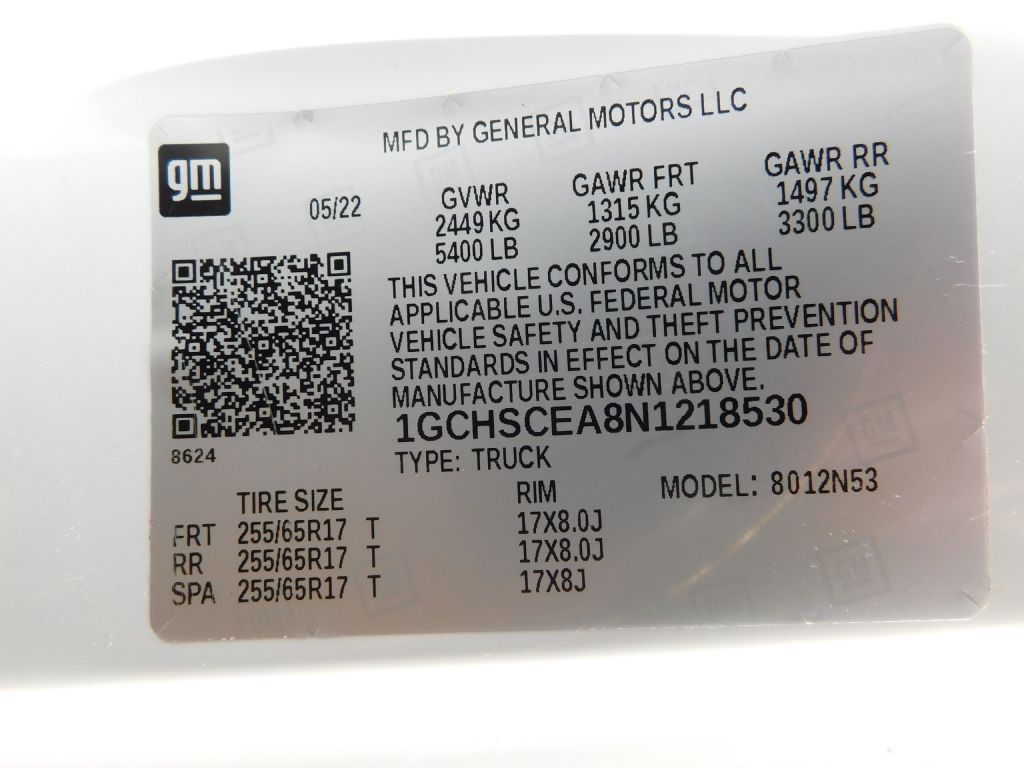 MFD BY GENERAL MOTORS LLC
gm
05/22
GVWR GAWR FRT GAWR RR
2449 KG 1315 KG 1497 KG
5400 LB 2900 LB 3300 LB
THIS VEHICLE CONFORMS TO ALL
APPLICABLE U.S. FEDERAL MOTOR
VEHICLE SAFETY AND THEFT PREVENTION
STANDARDS IN EFFECT ON THE DATE OF
MANUFACTURE SHOWN ABOVE.
1GCHSCEA8N1218530
8624
TYPE: TRUCK
TIRE SIZE RIM MODEL: 8012N53
FRT 255/65R17 T 17X8.0J
RR 255/65R17 T 17X8.0J
SPA 255/65R17 T 17X8J